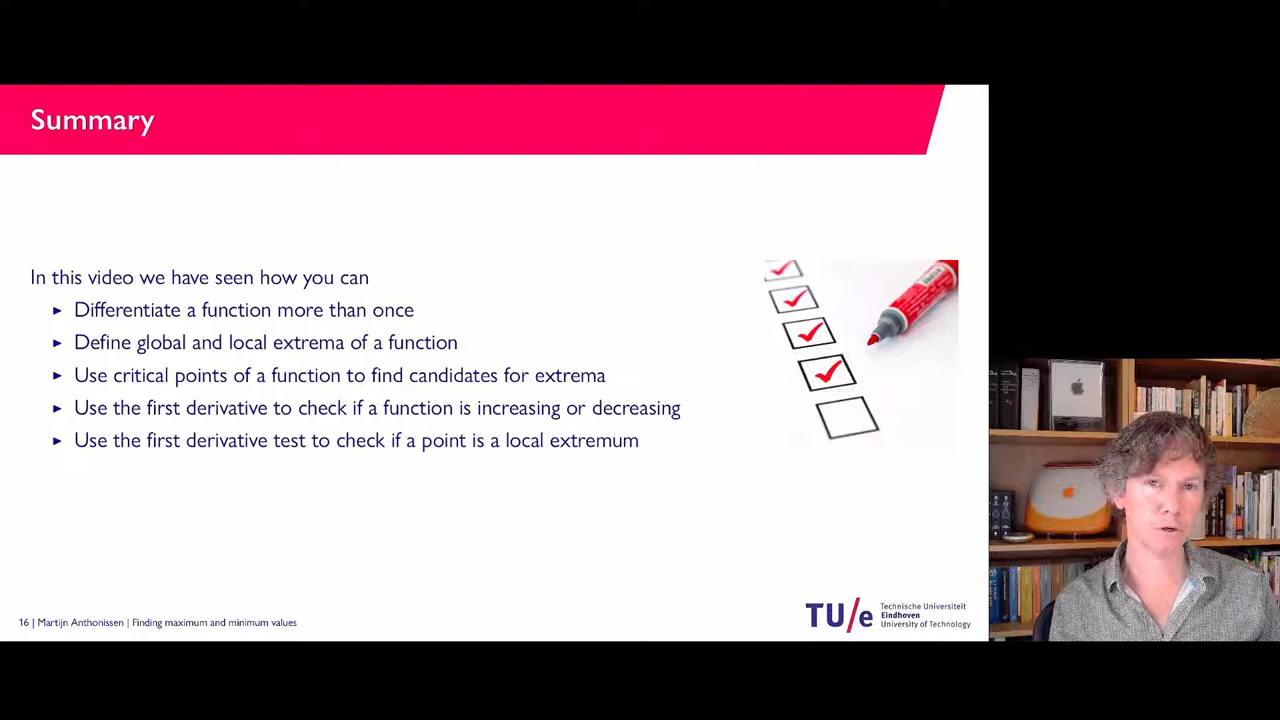 Summary
In this video we have seen how you can
▸ Differentiate a function more than once
▸ Define global and local extrema of a function
▸ Use critical points of a function to find candidates for extrema
▸ Use the first derivative to check if a function is increasing or decreasing
▸ Use the first derivative test to check if a point is a local extremum
16 | Martijn Anthonissen | Finding maximum and minimum values
TU/e
Technische Universiteit
Eindhoven
University of Technology